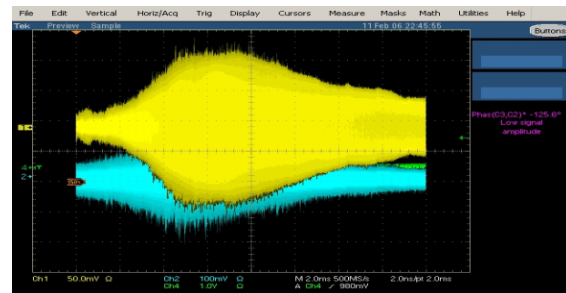 File Edit Vertical Horiz/Acq Trig Display Cursors Measure Masks Math Utilities Help
Tek Preview Sample 11 Feb 06 22:45:55
Buttons
Phas(C3,C2)* -125.6°
Low signal
amplitude
2
Ch1 50.0mV Ω Ch2 100mV Ω M 2.0ms 500MS/s 2.0ns/pt 2.0ms
Ch4 1.0V Ω A Ch4 / 980mV